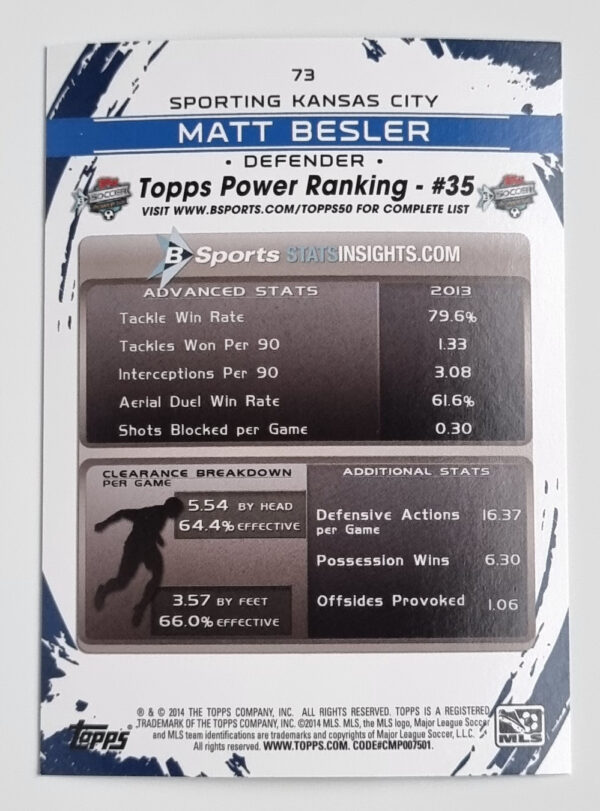 73
SPORTING KANSAS CITY
MATT BESLER
• DEFENDER •
Topps Power Ranking - #35
VISIT WWW.BSPORTS.COM/TOPPS50 FOR COMPLETE LIST
SOCCER
SOCCER
B Sports STATSINSIGHTS.COM
ADVANCED STATS 2013
Tackle Win Rate 79.6%
Tackles Won Per 90 1.33
Interceptions Per 90 3.08
Aerial Duel Win Rate 61.6%
Shots Blocked per Game 0.30
CLEARANCE BREAKDOWN
PER GAME
5.54 BY HEAD
64.4% EFFECTIVE
3.57 BY FEET
66.0% EFFECTIVE
ADDITIONAL STATS
Defensive Actions 16.37
per Game
Possession Wins 6.30
Offsides Provoked 1.06
® & © 2014 THE TOPPS COMPANY, INC. ALL RIGHTS RESERVED. TOPPS IS A REGISTERED
TRADEMARK OF THE TOPPS COMPANY, INC. ©2014 MLS. MLS, the MLS logo, Major League Soccer
and MLS team identifications are trademarks and copyrights of Major League Soccer, L.L.C.
All rights reserved. WWW.TOPPS.COM. CODE#CMP007501.
Topps ®
MLS